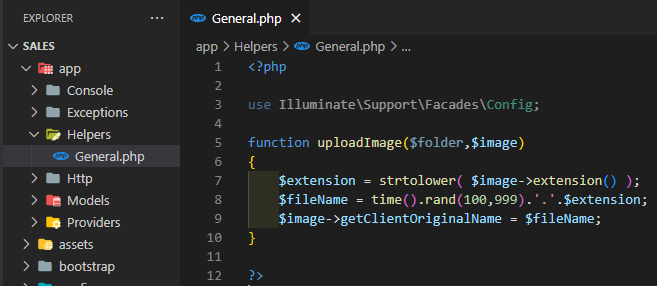 EXPLORER
SALES
app
Console
Exceptions
Helpers
php General.php
Http
Models
Providers
assets
bootstrap
php General.php ×
app > Helpers > php General.php > ...
1 <?php
2
3 use Illuminate\Support\Facades\Config;
4
5 function uploadImage($folder,$image)
6 {
7 $extension = strtolower( $image->extension() );
8 $fileName = time().rand(100,999).'.'.$extension;
9 $image->getClientOriginalName = $fileName;
10 }
11
12 ?>